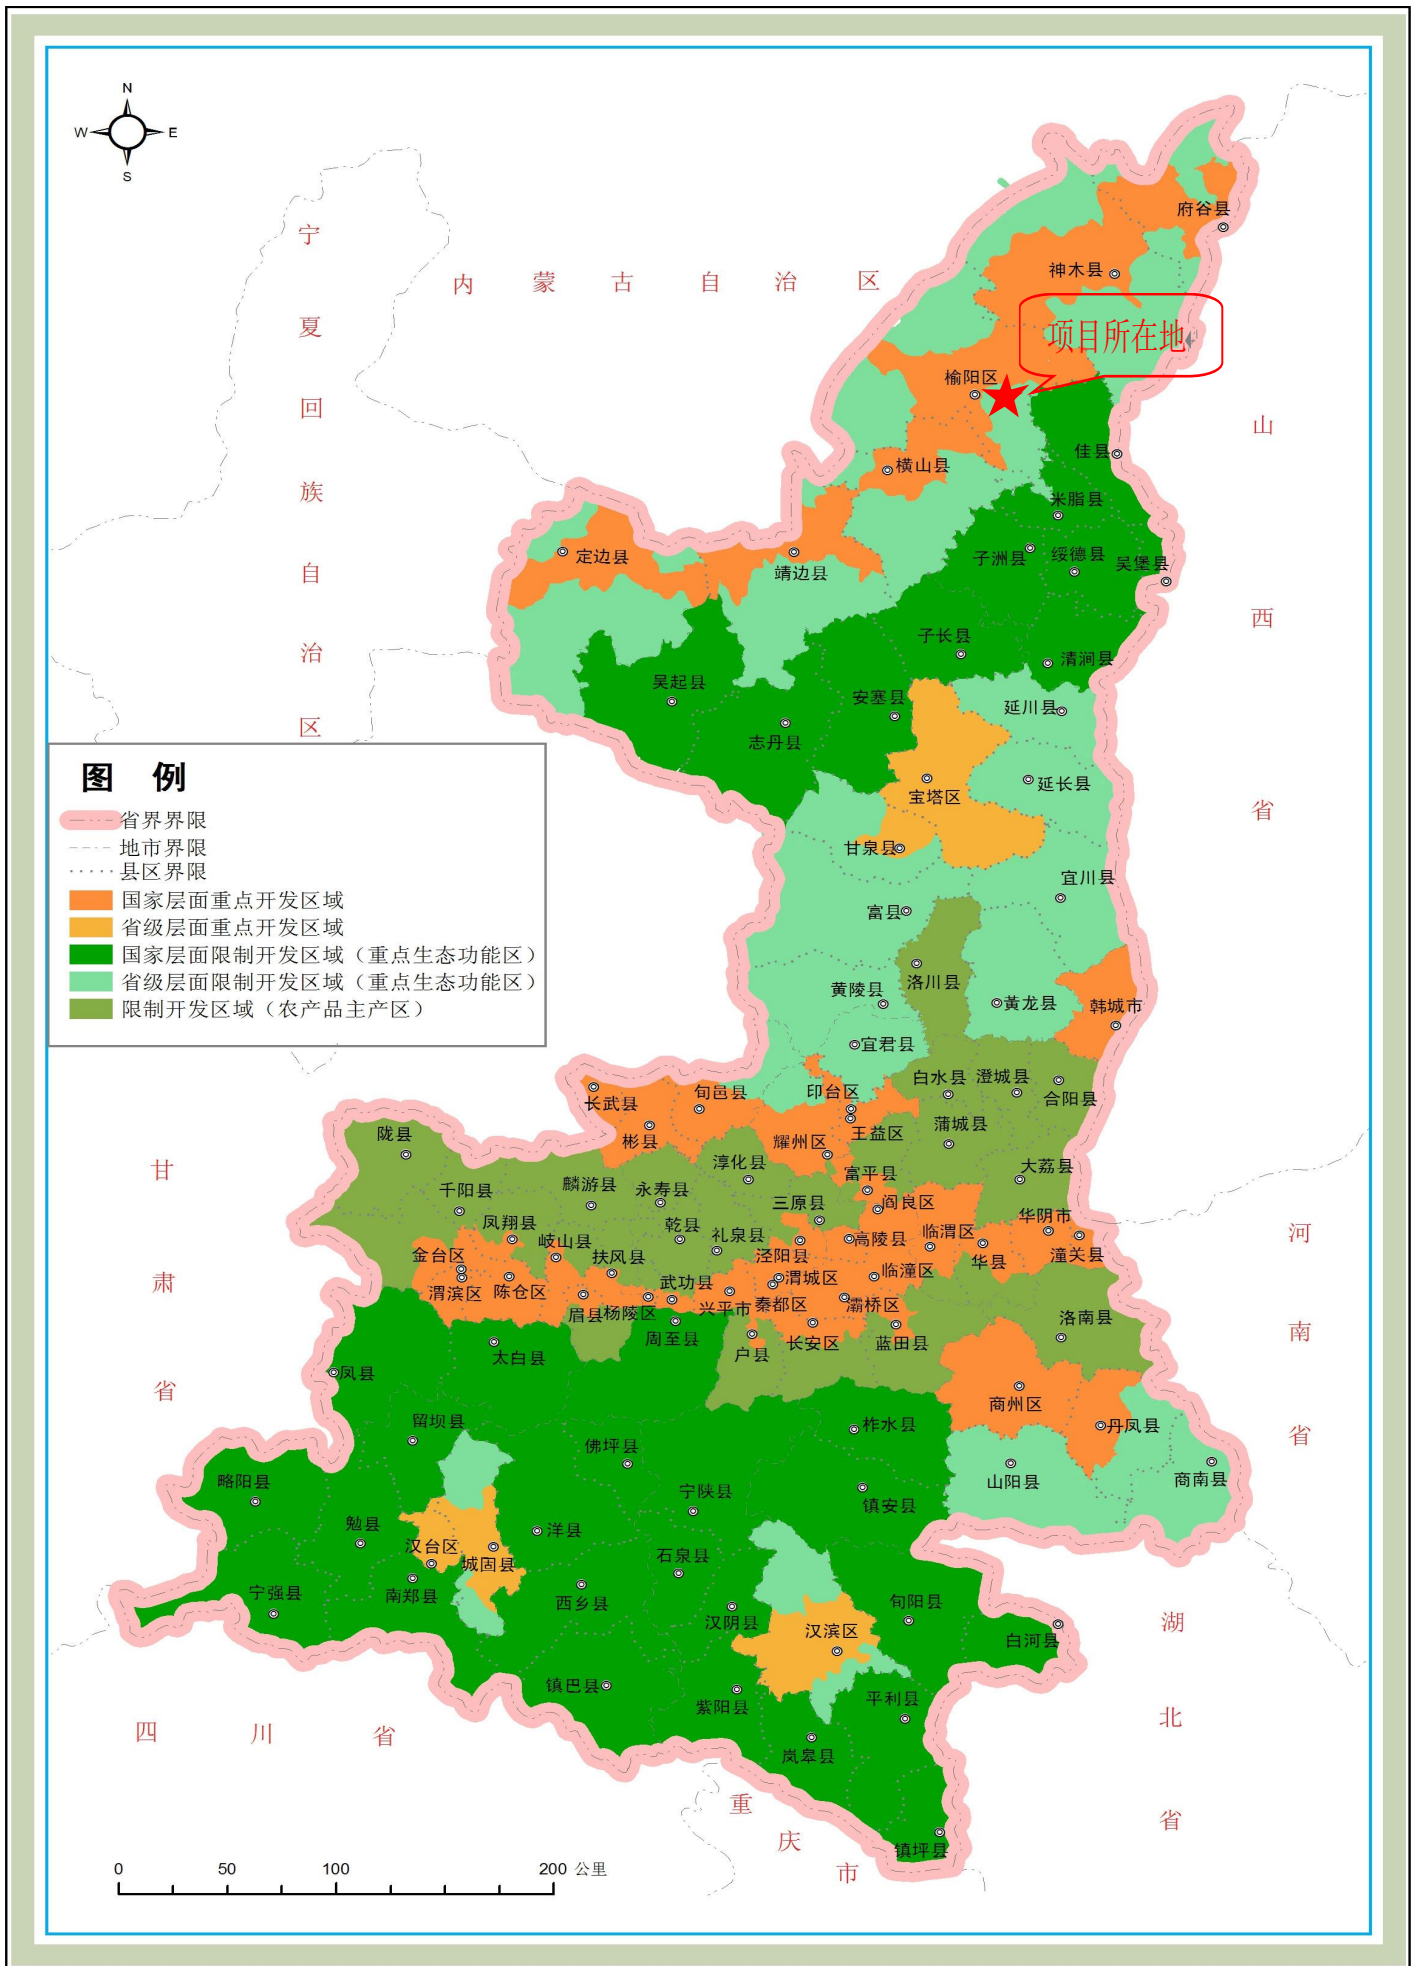 N
W
E
S
宁夏回族自治区
内蒙古自治区
山西省
府谷县
神木县
项目所在地
榆阳区
佳县
横山县
米脂县
定边县
靖边县
子洲县
绥德县
吴堡县
子长县
清涧县
吴起县
安塞县
延川县
志丹县
宝塔区
延长县
甘泉县
宜川县
富县
洛川县
黄陵县
黄龙县
韩城市
宜君县
图 例
省界界限
地市界限
县区界限
国家层面重点开发区域
省级层面重点开发区域
国家层面限制开发区域（重点生态功能区）
省级层面限制开发区域（重点生态功能区）
限制开发区域（农产品主产区）
长武县
旬邑县
印台区
白水县
澄城县
合阳县
彬县
耀州区
王益区
蒲城县
陇县
淳化县
富平县
大荔县
千阳县
麟游县
永寿县
三原县
阎良区
凤翔县
乾县
礼泉县
高陵县
临渭区
华阴市
金台区
岐山县
扶风县
泾阳县
渭城区
临潼区
华县
潼关县
渭滨区
陈仓区
眉县
杨陵区
武功县
兴平市
秦都区
灞桥区
周至县
户县
长安区
蓝田县
洛南县
太白县
凤县
商州区
丹凤县
留坝县
佛坪县
柞水县
略阳县
宁陕县
镇安县
山阳县
商南县
勉县
汉台区
城固县
洋县
石泉县
宁强县
南郑县
西乡县
汉阴县
汉滨区
旬阳县
白河县
镇巴县
紫阳县
平利县
岚皋县
镇坪县
甘肃省
河南省
四川省
重庆市
湖北省
0 50 100 200 公里